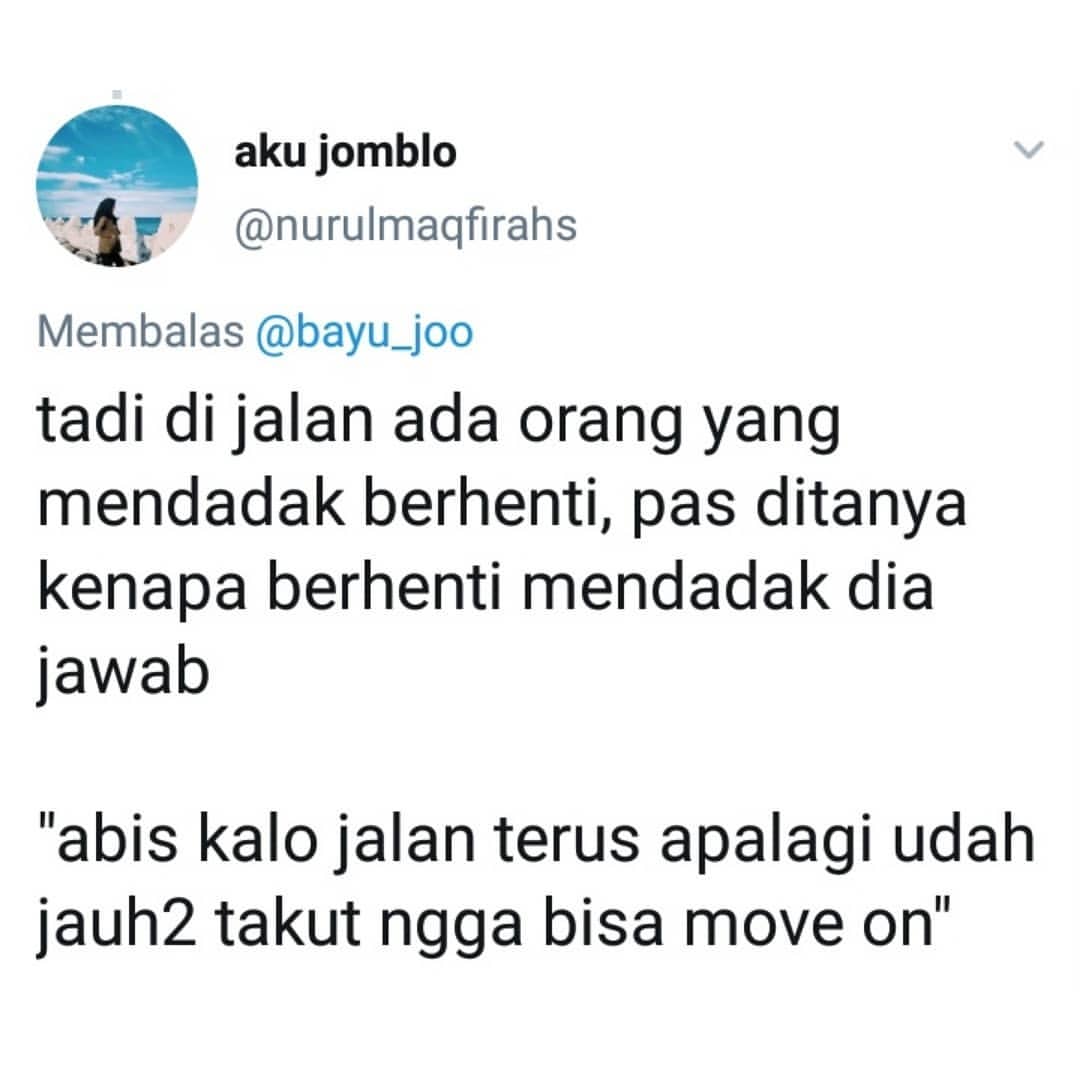 aku jomblo
@nurulmaqfirahs
Membalas @bayu_joo
tadi di jalan ada orang yang
mendadak berhenti, pas ditanya
kenapa berhenti mendadak dia
jawab
"abis kalo jalan terus apalagi udah
jauh2 takut ngga bisa move on"